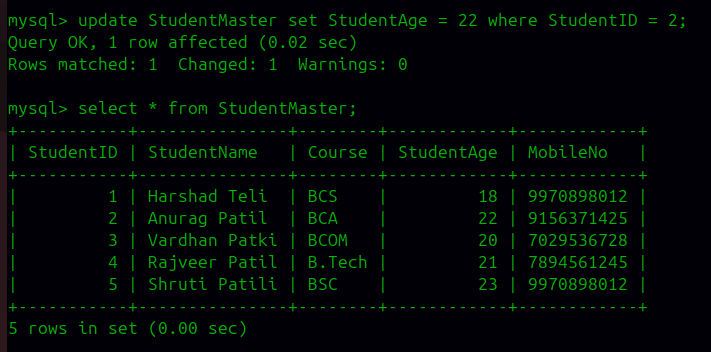 mysql> update StudentMaster set StudentAge = 22 where StudentID = 2;
Query OK, 1 row affected (0.02 sec)
Rows matched: 1  Changed: 1  Warnings: 0

mysql> select * from StudentMaster;
+-----------+---------------+--------+------------+------------+
| StudentID | StudentName   | Course | StudentAge | MobileNo   |
+-----------+---------------+--------+------------+------------+
|         1 | Harshad Teli  | BCS    |         18 | 9970898012 |
|         2 | Anurag Patil  | BCA    |         22 | 9156371425 |
|         3 | Vardhan Patki | BCOM   |         20 | 7029536728 |
|         4 | Rajveer Patil | B.Tech |         21 | 7894561245 |
|         5 | Shruti Patili | BSC    |         23 | 9970898012 |
+-----------+---------------+--------+------------+------------+
5 rows in set (0.00 sec)